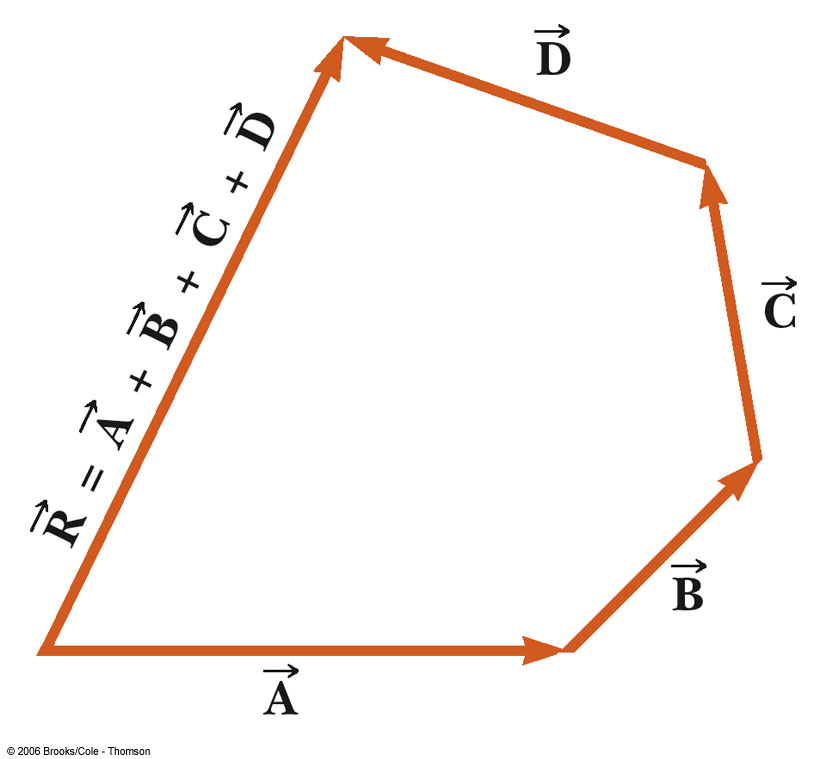 D⃗
R⃗ = A⃗ + B⃗ + C⃗ + D⃗
C⃗
B⃗
A⃗
© 2006 Brooks/Cole - Thomson